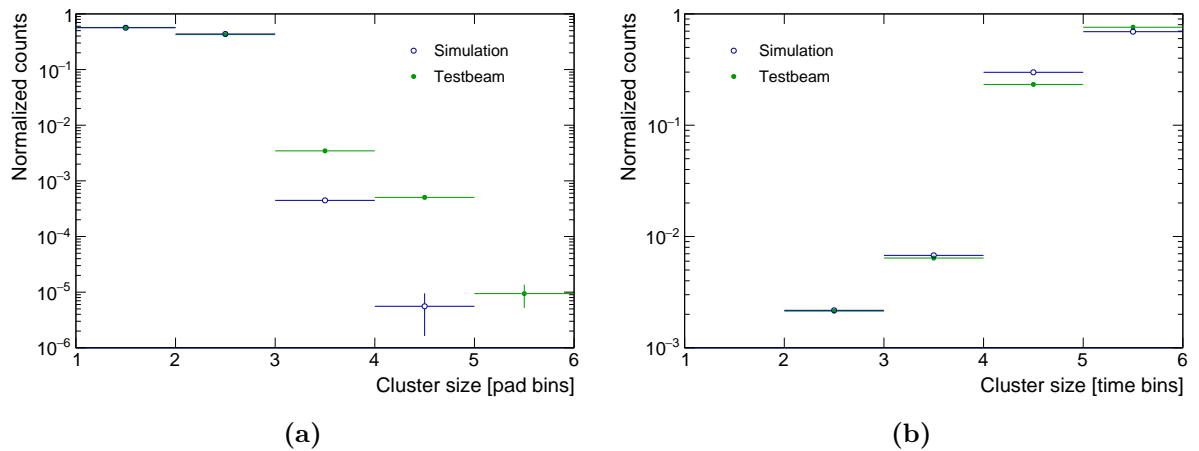 Normalized counts
1
10⁻¹
10⁻²
10⁻³
10⁻⁴
10⁻⁵
10⁻⁶
Simulation
Testbeam
1 2 3 4 5 6
Cluster size [pad bins]
(a)
Normalized counts
1
10⁻¹
10⁻²
10⁻³
Simulation
Testbeam
1 2 3 4 5 6
Cluster size [time bins]
(b)